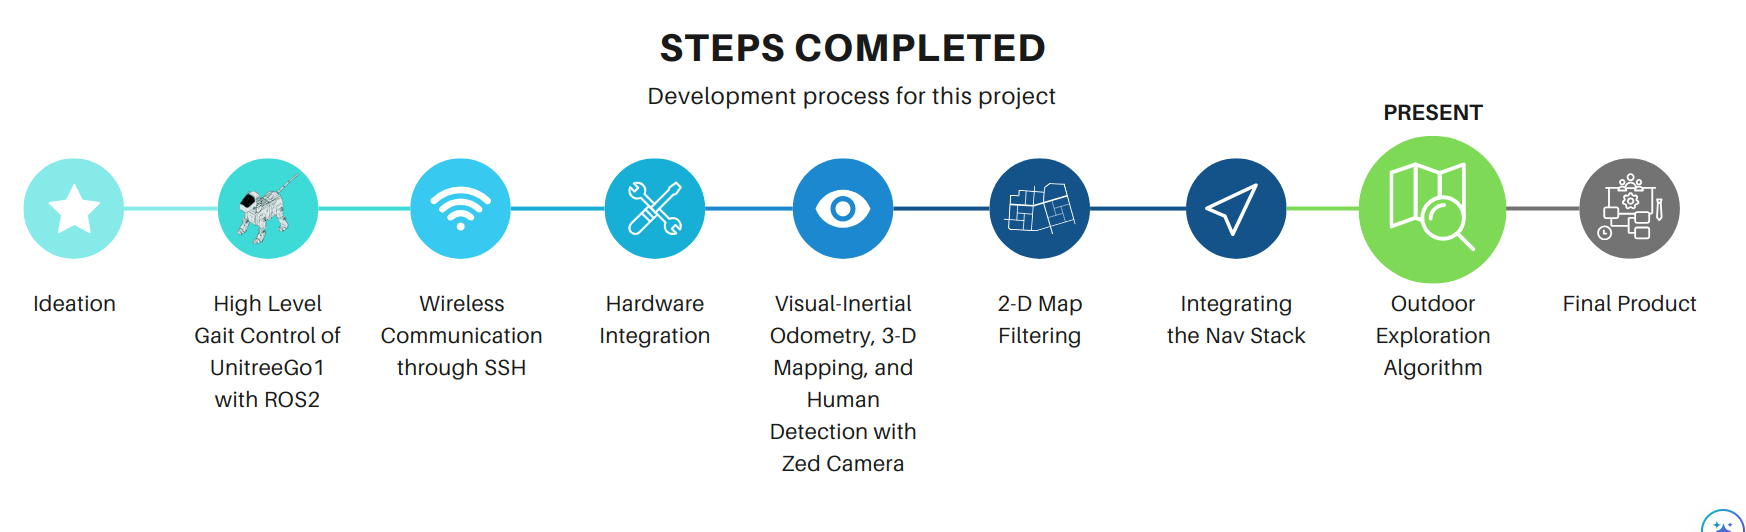 STEPS COMPLETED
Development process for this project
PRESENT
Ideation
High Level
Gait Control of
UnitreeGo1
with ROS2
Wireless
Communication
through SSH
Hardware
Integration
Visual-Inertial
Odometry, 3-D
Mapping, and
Human
Detection with
Zed Camera
2-D Map
Filtering
Integrating
the Nav Stack
Outdoor
Exploration
Algorithm
Final Product